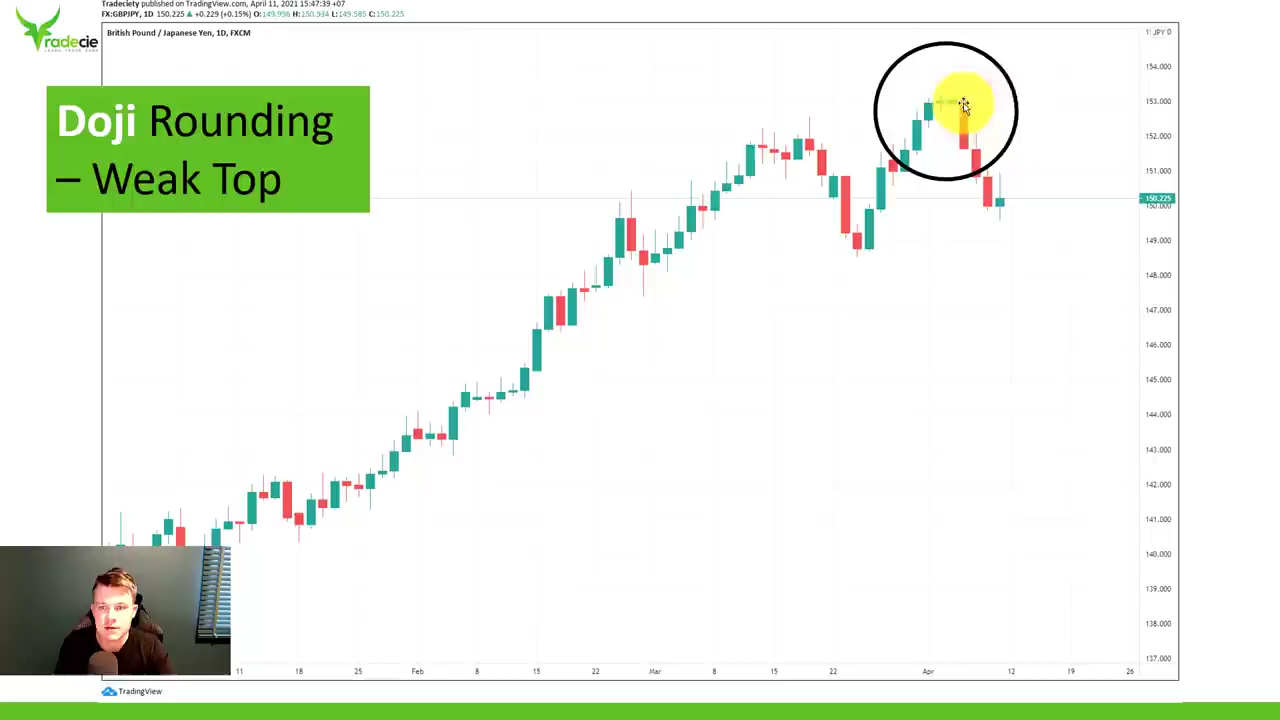 Tradeciety published on TradingView.com, April 11, 2021 15:47:39 +07
FX:GBPJPY, 1D 150.225 ▲ +0.229 (+0.15%) O:149.996 H:150.934 L:149.585 C:150.225
Tradecie
British Pound / Japanese Yen, 1D, FXCM
JPY
154.000
Doji Rounding
– Weak Top
153.000
152.000
151.000
150.225
150.000
149.000
148.000
147.000
146.000
145.000
144.000
143.000
142.000
141.000
140.000
139.000
138.000
137.000
11 18 25 Feb 8 15 22 Mar 8 15 22 Apr 12 19 26
TradingView